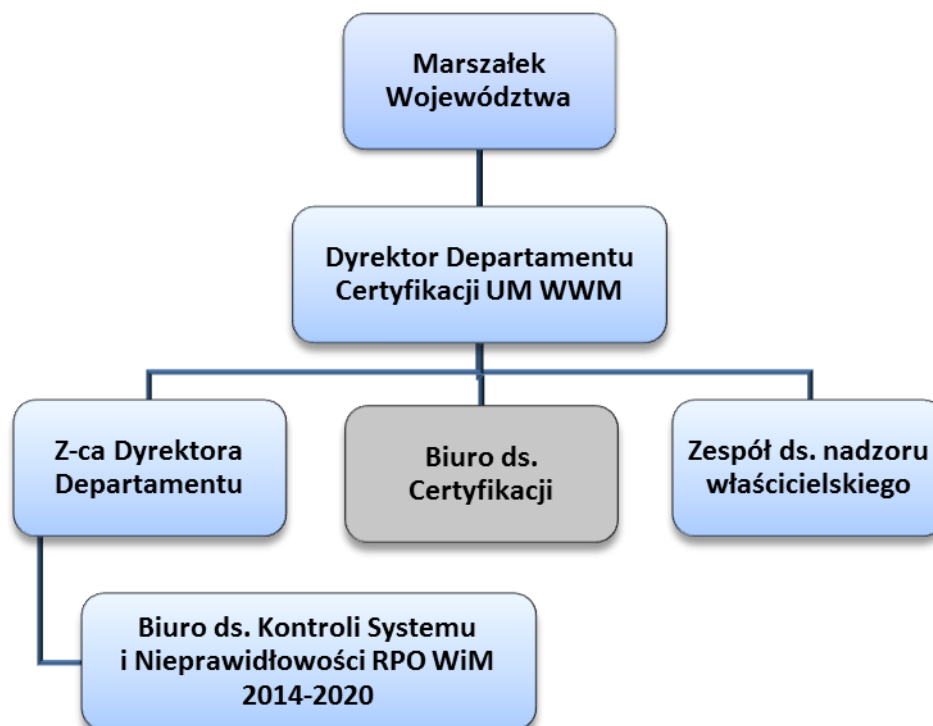 Marszałek
Województwa
Dyrektor Departamentu
Certyfikacji UM WWM
Z-ca Dyrektora
Departamentu
Biuro ds.
Certyfikacji
Zespół ds. nadzoru
właścicielskiego
Biuro ds. Kontroli Systemu
i Nieprawidłowości RPO WiM
2014-2020